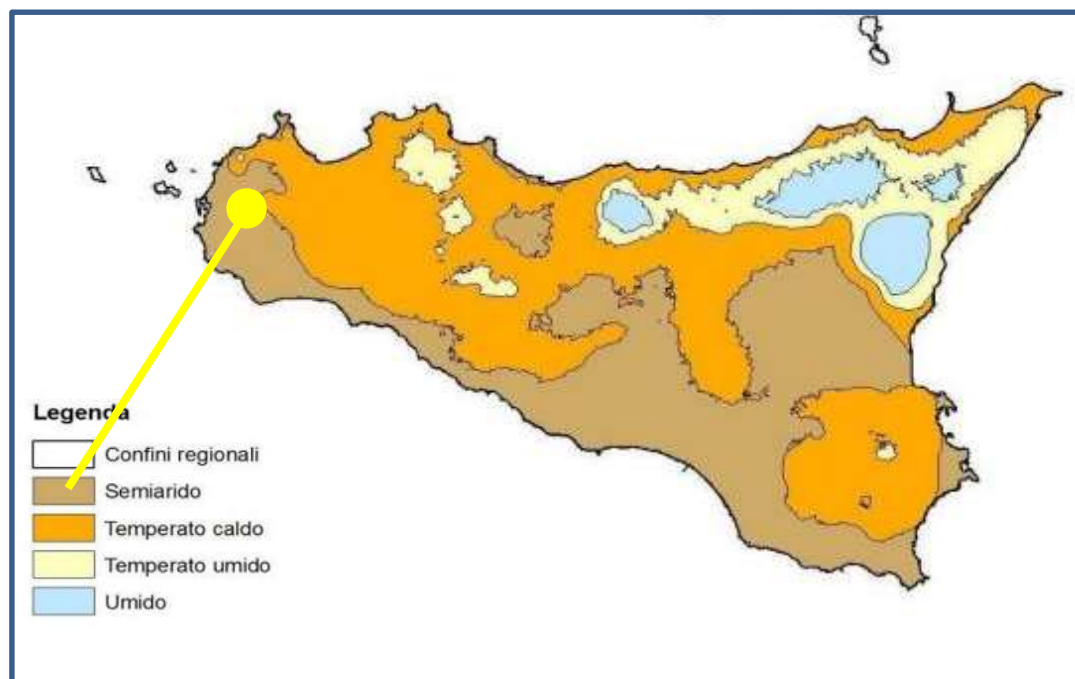 Legenda
Confini regionali
Semiarido
Temperato caldo
Temperato umido
Umido